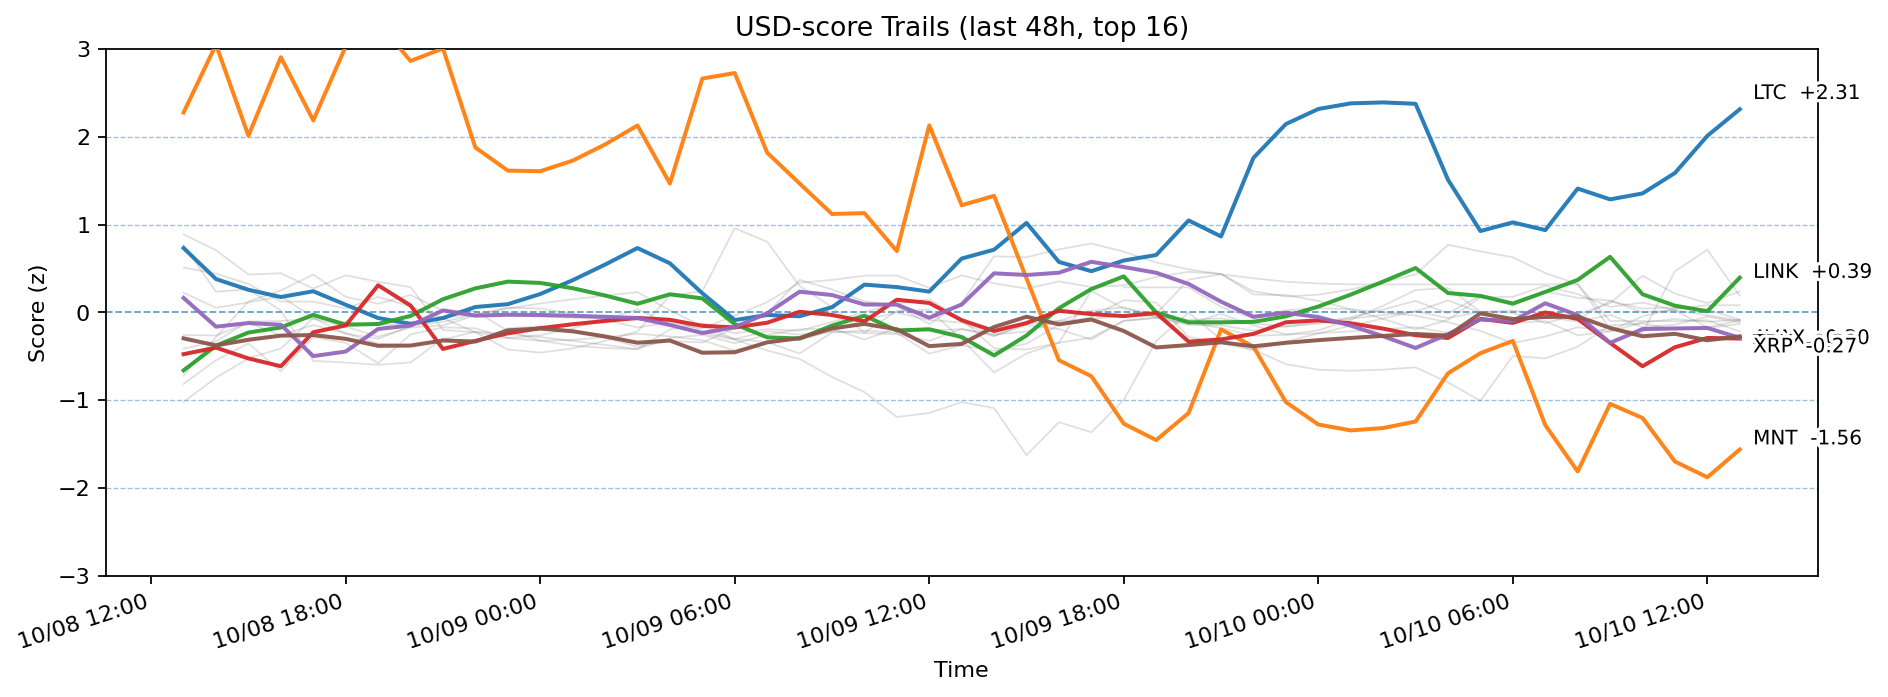 USD-score Trails (last 48h, top 16)
3
LTC +2.31
2
1
LINK +0.39
0
XRP -0.27
−1
MNT -1.56
−2
−3
Score (z)
10/08 12:00
10/08 18:00
10/09 00:00
10/09 06:00
10/09 12:00
10/09 18:00
10/10 00:00
10/10 06:00
10/10 12:00
Time